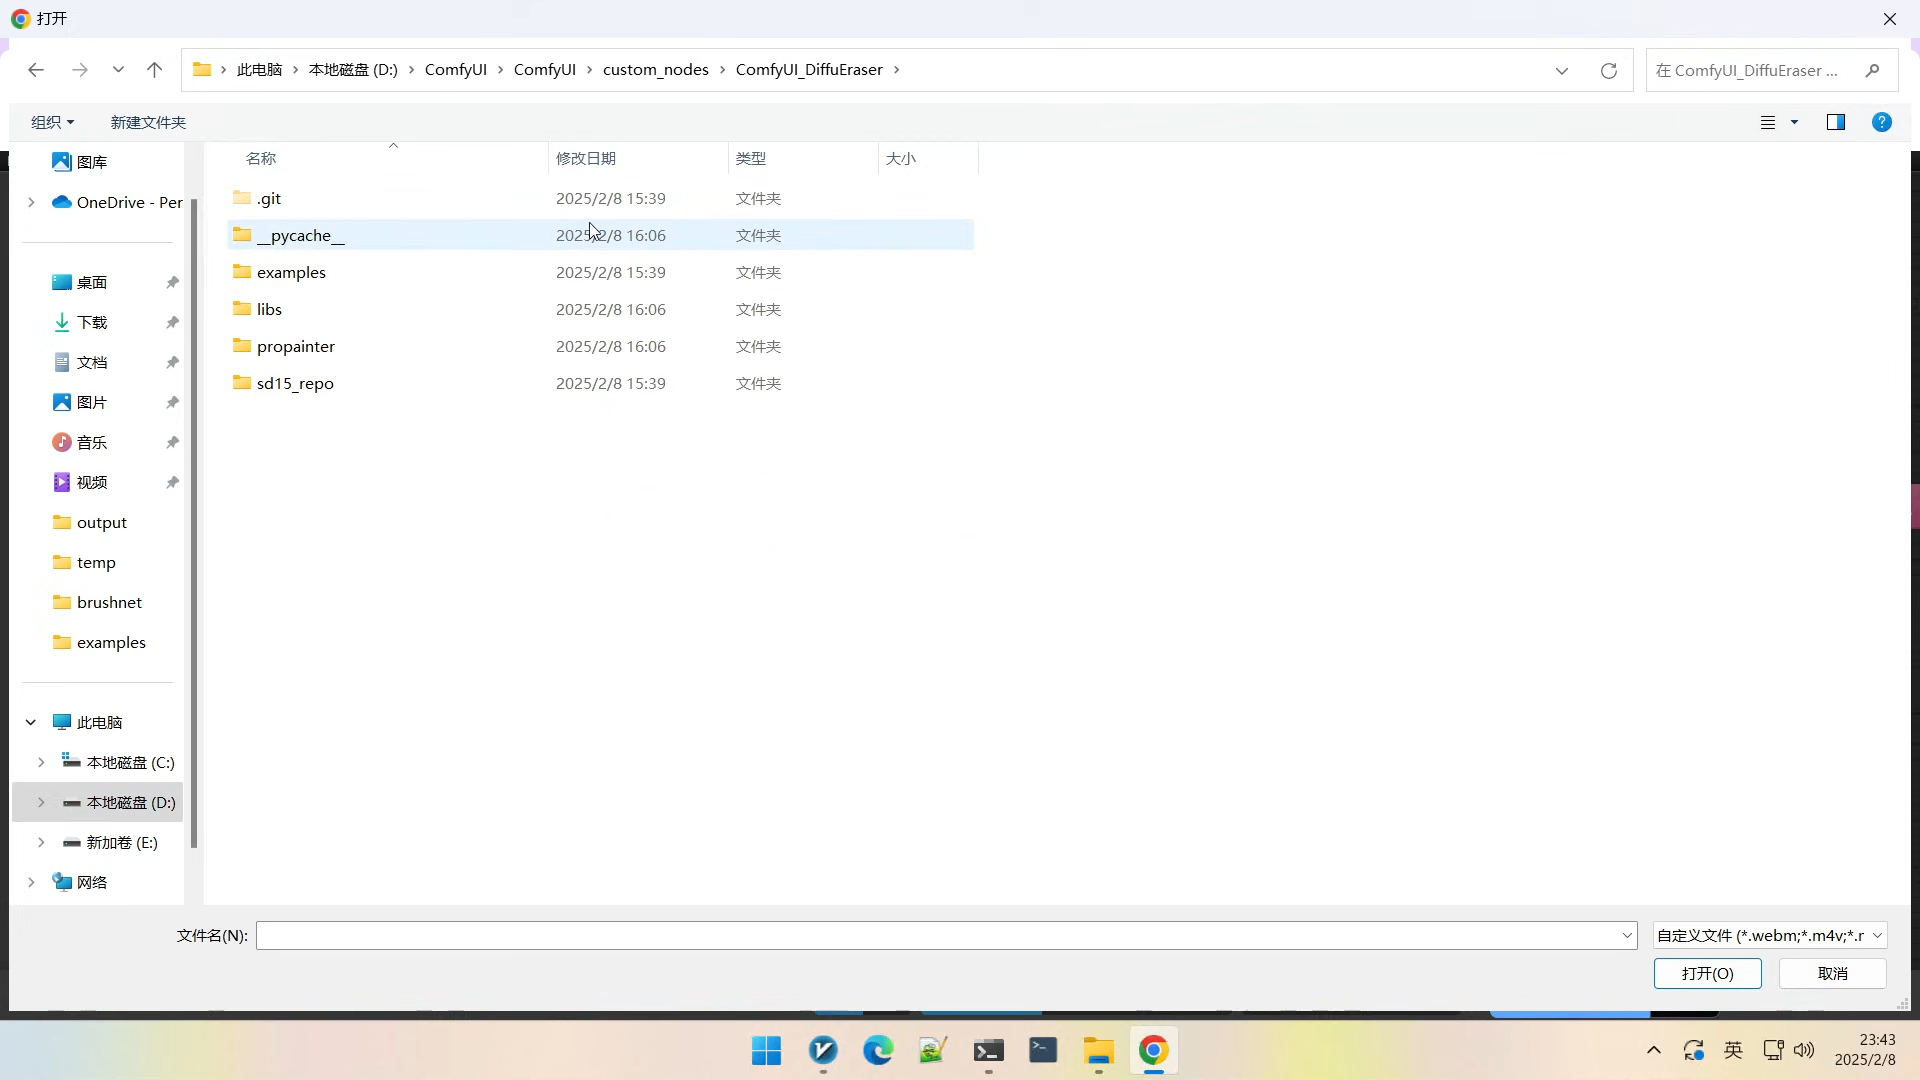 打开
此电脑 本地磁盘 (D:) ComfyUI ComfyUI custom_nodes ComfyUI_DiffuEraser
在 ComfyUI_DiffuEraser ...
组织 新建文件夹
名称 修改日期 类型 大小
.git 2025/2/8 15:39 文件夹
__pycache__ 2025/2/8 16:06 文件夹
examples 2025/2/8 15:39 文件夹
libs 2025/2/8 16:06 文件夹
propainter 2025/2/8 16:06 文件夹
sd15_repo 2025/2/8 15:39 文件夹
图库
OneDrive - Per
桌面
下载
文档
图片
音乐
视频
output
temp
brushnet
examples
此电脑
本地磁盘 (C:)
本地磁盘 (D:)
新加卷 (E:)
网络
文件名(N):
自定义文件 (*.webm;*.m4v;*.r
打开(O) 取消
英
23:43
2025/2/8